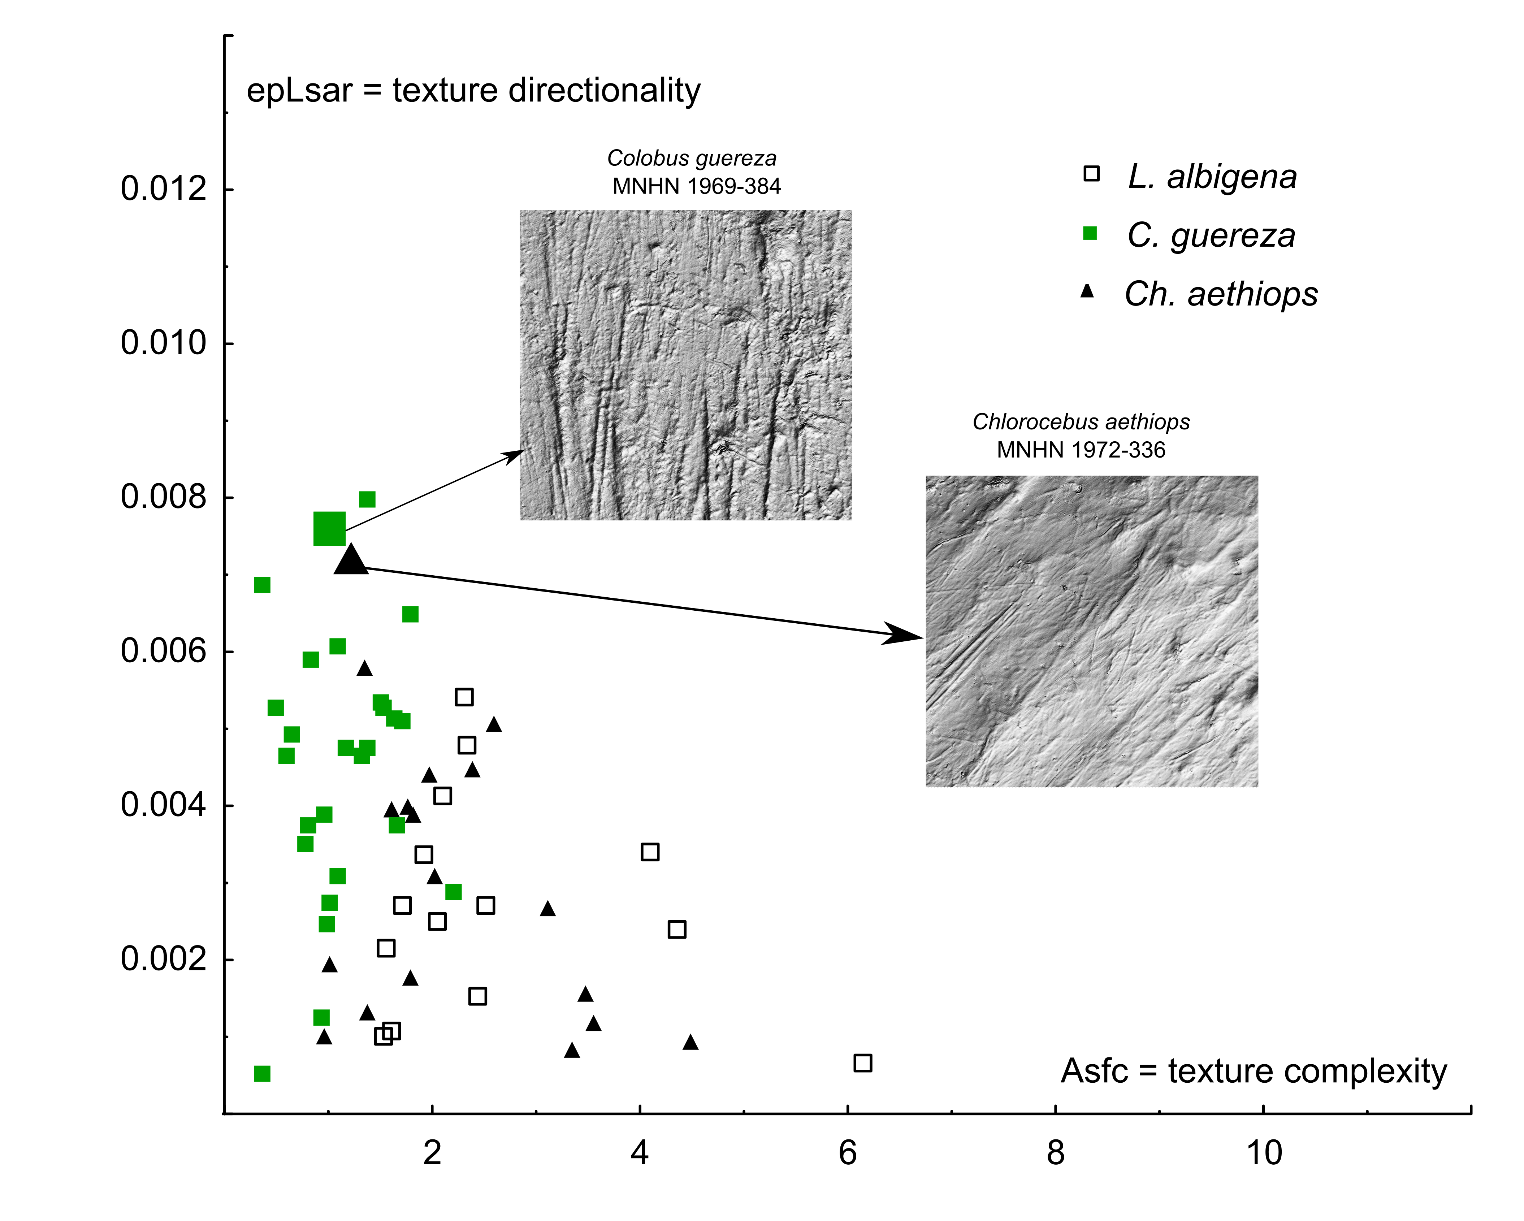 epLsar = texture directionality
Colobus guereza
MNHN 1969-384
L. albigena
C. guereza
Ch. aethiops
Chlorocebus aethiops
MNHN 1972-336
0.012
0.010
0.008
0.006
0.004
0.002
Asfc = texture complexity
2
4
6
8
10